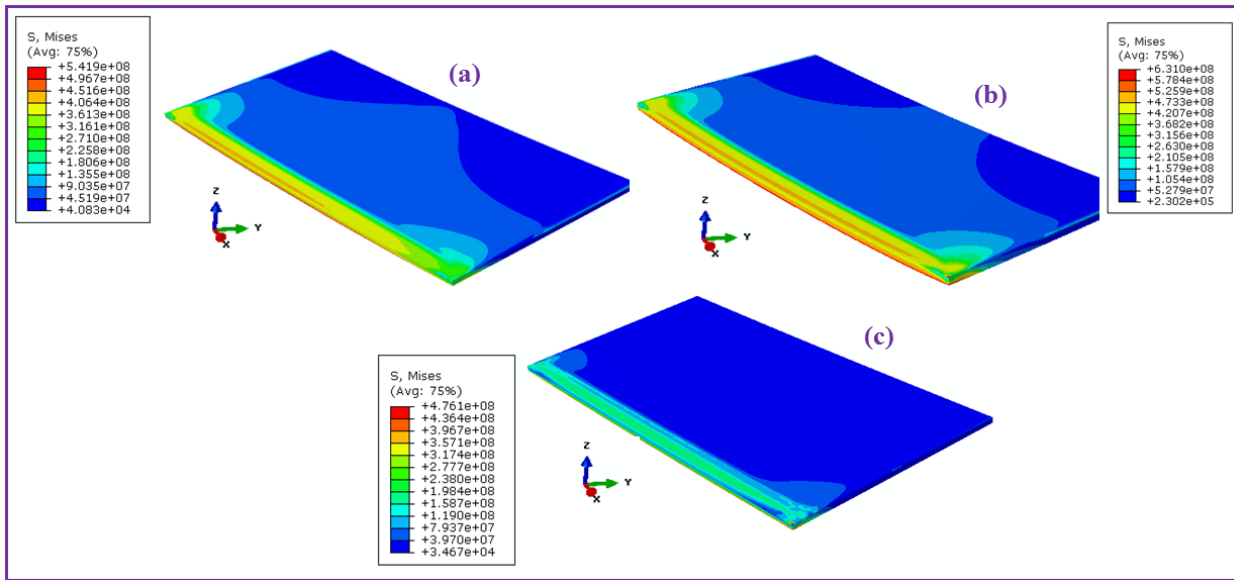 S, Mises
(Avg: 75%)
+5.419e+08
+4.967e+08
+4.516e+08
+4.064e+08
+3.613e+08
+3.161e+08
+2.710e+08
+2.258e+08
+1.806e+08
+1.355e+08
+9.035e+07
+4.519e+07
+4.083e+04
(a)
Z
Y
X
S, Mises
(Avg: 75%)
+6.310e+08
+5.784e+08
+5.259e+08
+4.733e+08
+4.207e+08
+3.682e+08
+3.156e+08
+2.630e+08
+2.105e+08
+1.579e+08
+1.054e+08
+5.279e+07
+2.302e+05
(b)
Z
Y
X
S, Mises
(Avg: 75%)
+4.761e+08
+4.364e+08
+3.967e+08
+3.571e+08
+3.174e+08
+2.777e+08
+2.380e+08
+1.984e+08
+1.587e+08
+1.190e+08
+7.937e+07
+3.970e+07
+3.467e+04
(c)
Z
Y
X